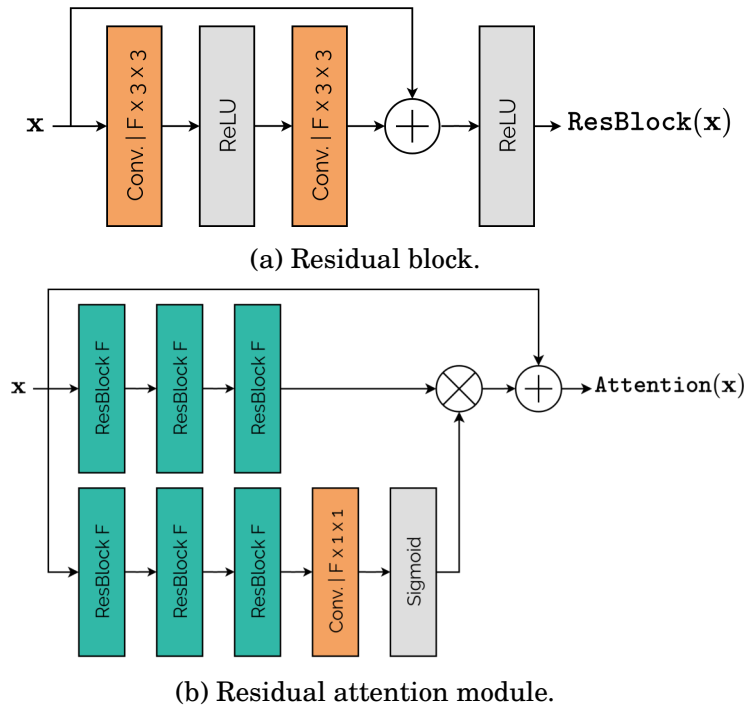 x
Conv. | F x 3 x 3
ReLU
Conv. | F x 3 x 3
ReLU
ResBlock(x)
(a) Residual block.
x
ResBlock F
ResBlock F
ResBlock F
Attention(x)
ResBlock F
ResBlock F
ResBlock F
Conv. | F x 1 x 1
Sigmoid
(b) Residual attention module.